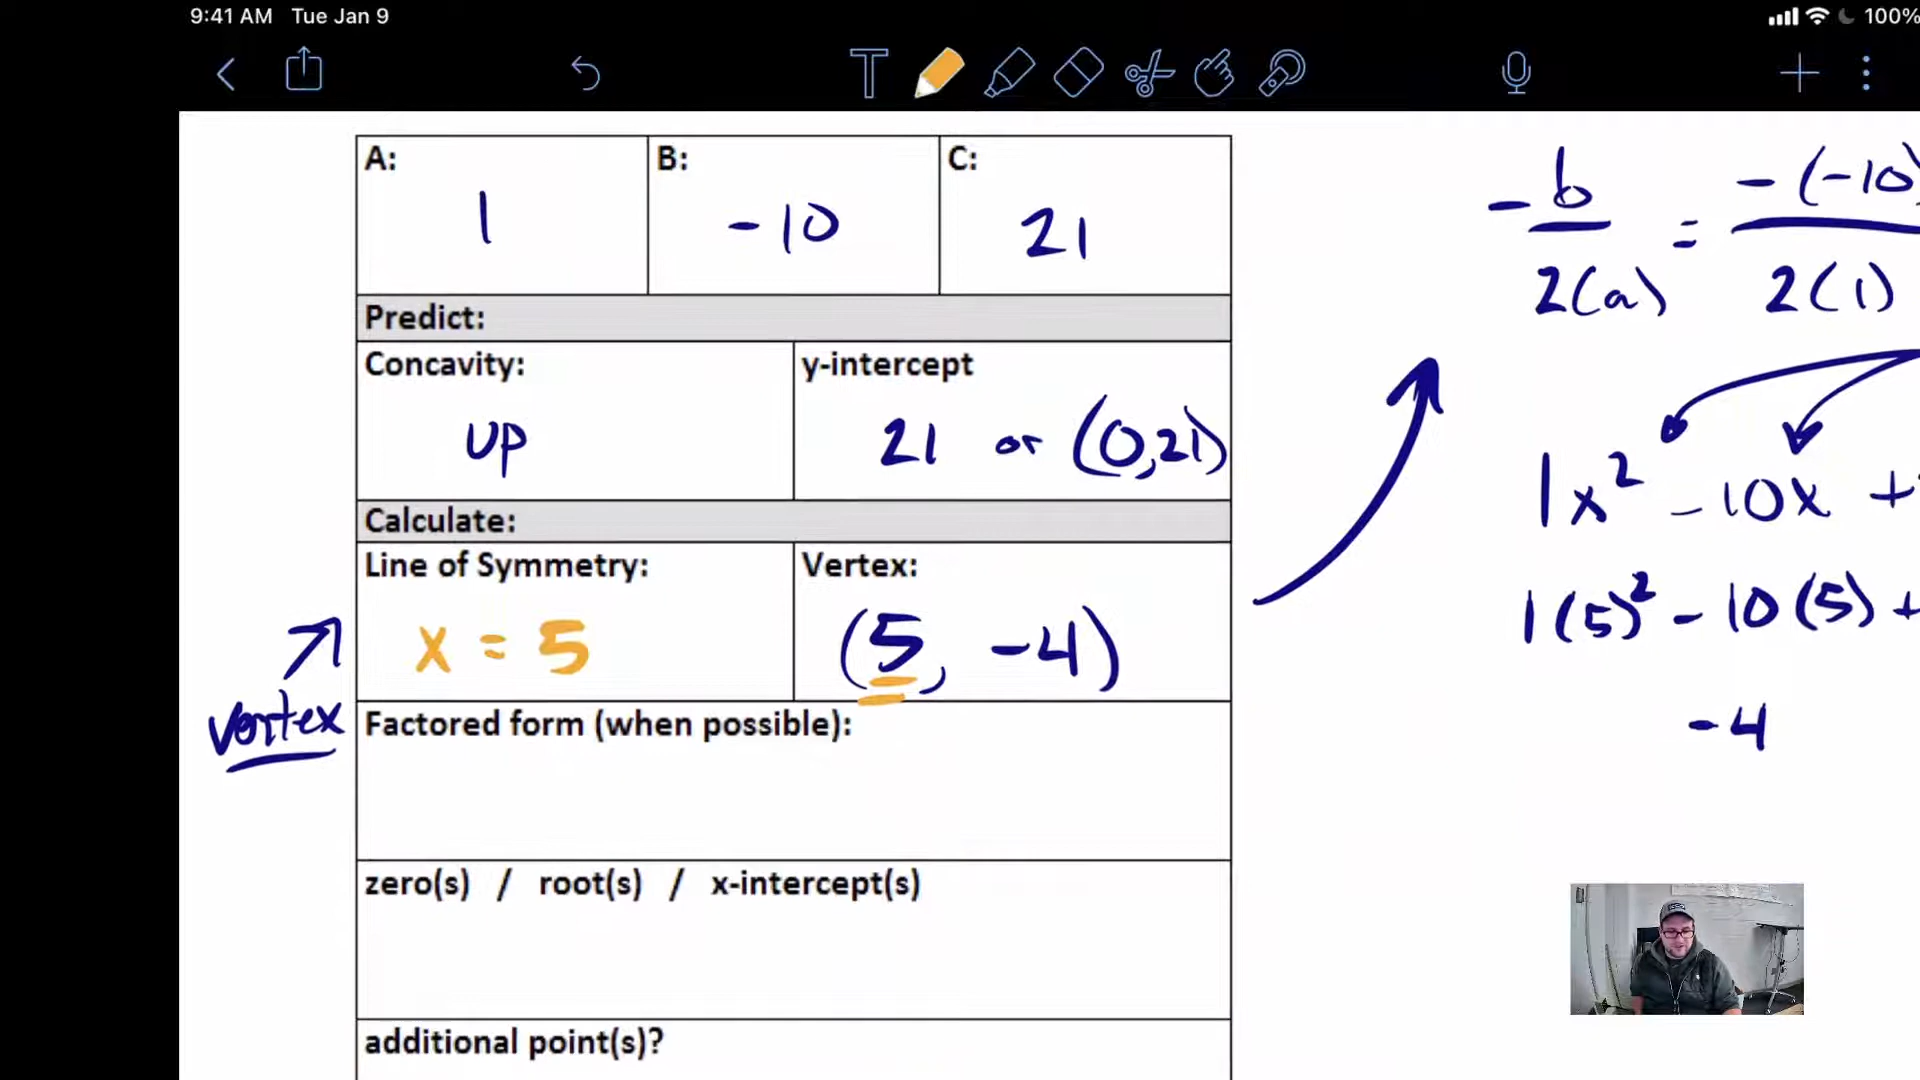 9:41 AM Tue Jan 9
100%
T
A: B: C:
1 -10 21
Predict:
Concavity: y-intercept
up 21 or (0,21)
Calculate:
Line of Symmetry: Vertex:
x = 5 (5, -4)
vertex
Factored form (when possible):
zero(s) / root(s) / x-intercept(s)
additional point(s)?
- b / 2(a) = -(-10) / 2(1)
1x² - 10x +
1(5)² - 10(5) +
-4